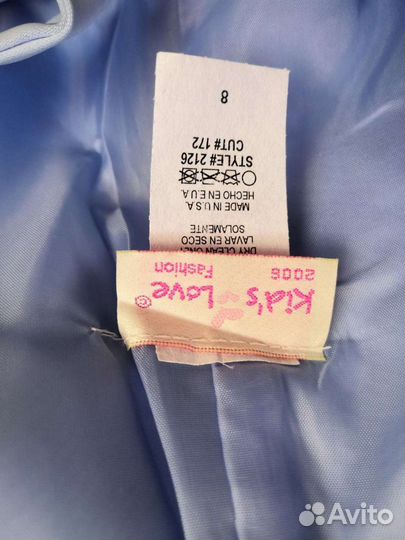 Kid's Love®
2006 Fashion
DRY CLEAN ONLY
LAVAR EN SECO
SOLAMENTE
MADE IN U.S.A.
HECHO EN E.U.A.
STYLE# 2126
CUT# 172
8
Avito